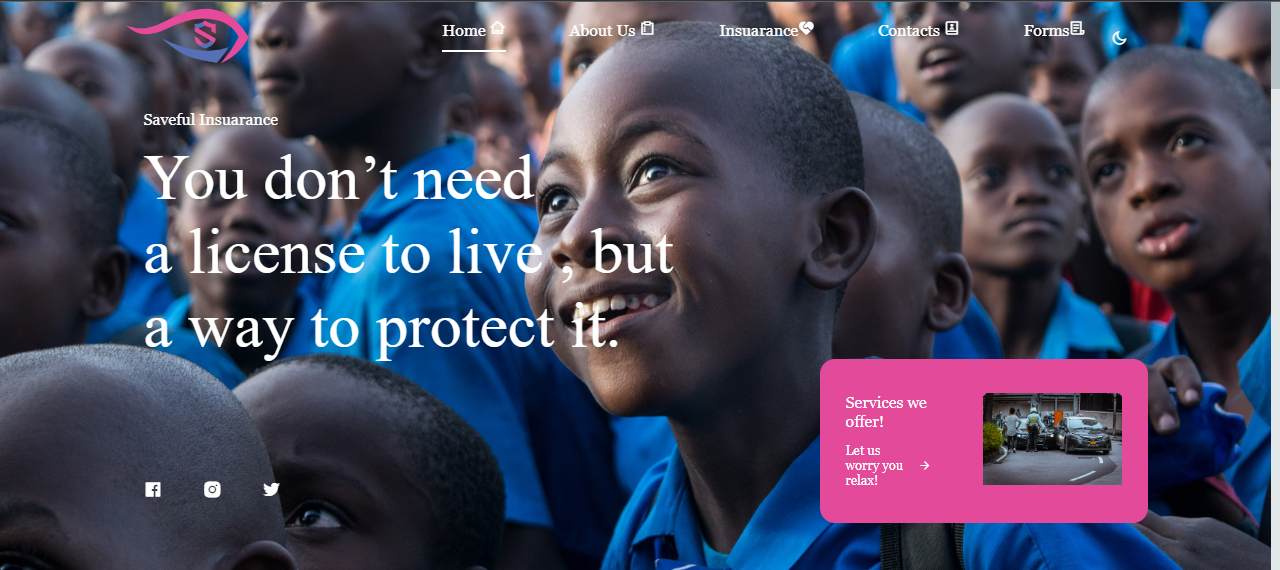 S
Home
About Us
Insuarance
Contacts
Forms
Saveful Insuarance
You don’t need
a license to live , but
a way to protect it.
Services we
offer!
Let us
worry you
relax!